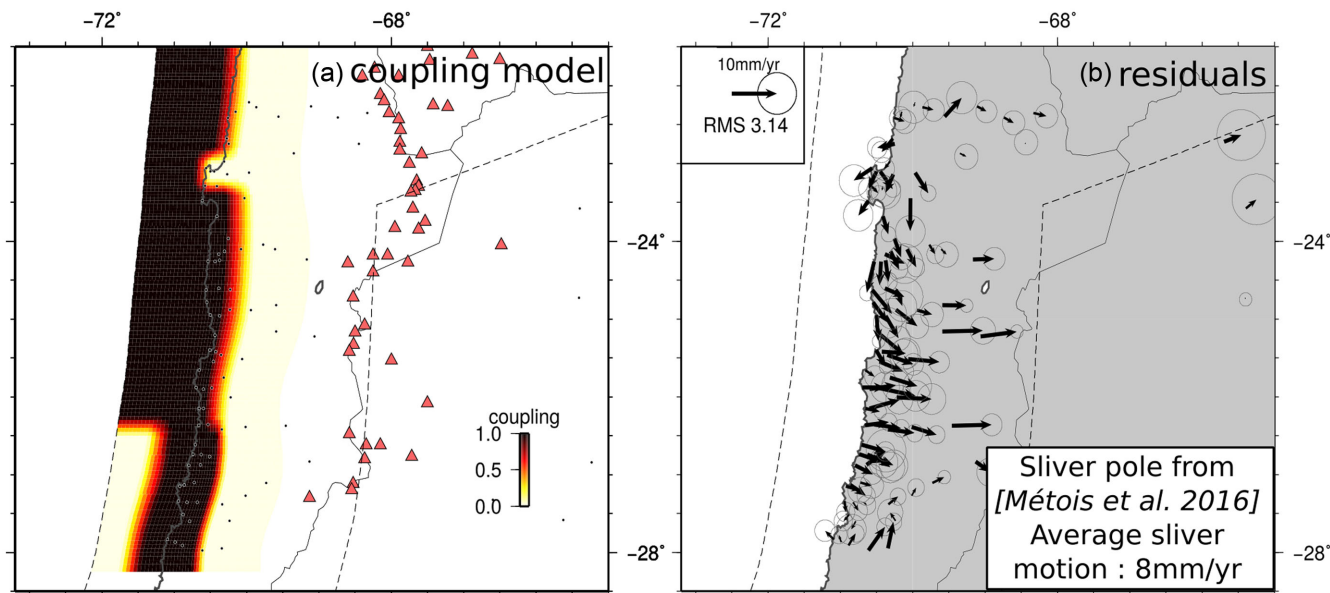 −72° −68° −72° −68°
(a) coupling model
10mm/yr
RMS 3.14
(b) residuals
−24° −24°
coupling
1.0
0.5
0.0
Sliver pole from
[Métois et al. 2016]
Average sliver
motion : 8mm/yr
−28° −28°